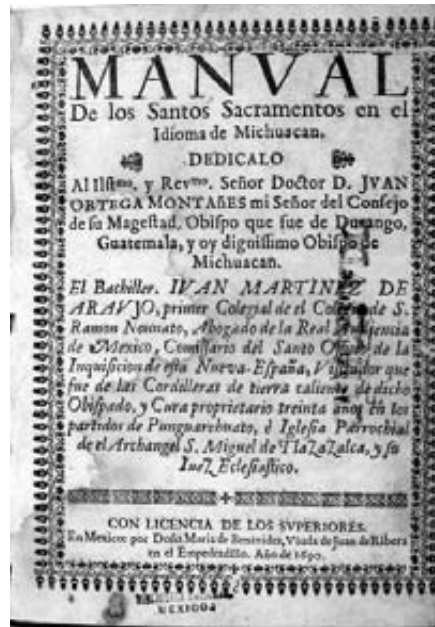 MANVAL
De los Santos Sacramentos en el
Idioma de Michuacan.
DEDICALO
Al Illmo. y Revmo. Señor Doctor D. JVAN
ORTEGA MONTAñES mi Señor del Consejo
de su Magestad, Obispo que fue de Durango,
Guatemala, y oy dignissimo Obispo de
Michuacan.
El Bachiller. IVAN MARTINEZ DE
ARAVJO, primer Colegial de el Colegio de S.
Ramon Nonnato, Abogado de la Real Audiencia
de Mexico, Comissario del Santo Oficio de la
Inquisicion de esta Nueva-España, Visitador que
fue de las Cordilleras de tierra caliente de dicho
Obispado, y Cura proprietario treinta años en los
partidos de Punguarehuato, è Iglesia Parrochial
de el Archangel S. Miguel de TlaZaZalca, y su
IueZ Eclesiastico.
CON LICENCIA DE LOS SVPERIORES.
En Mexico por Doña Maria de Benavides, Viuda de Juan de Ribera
en el Empedradillo. Año de 1690.
MEXICO